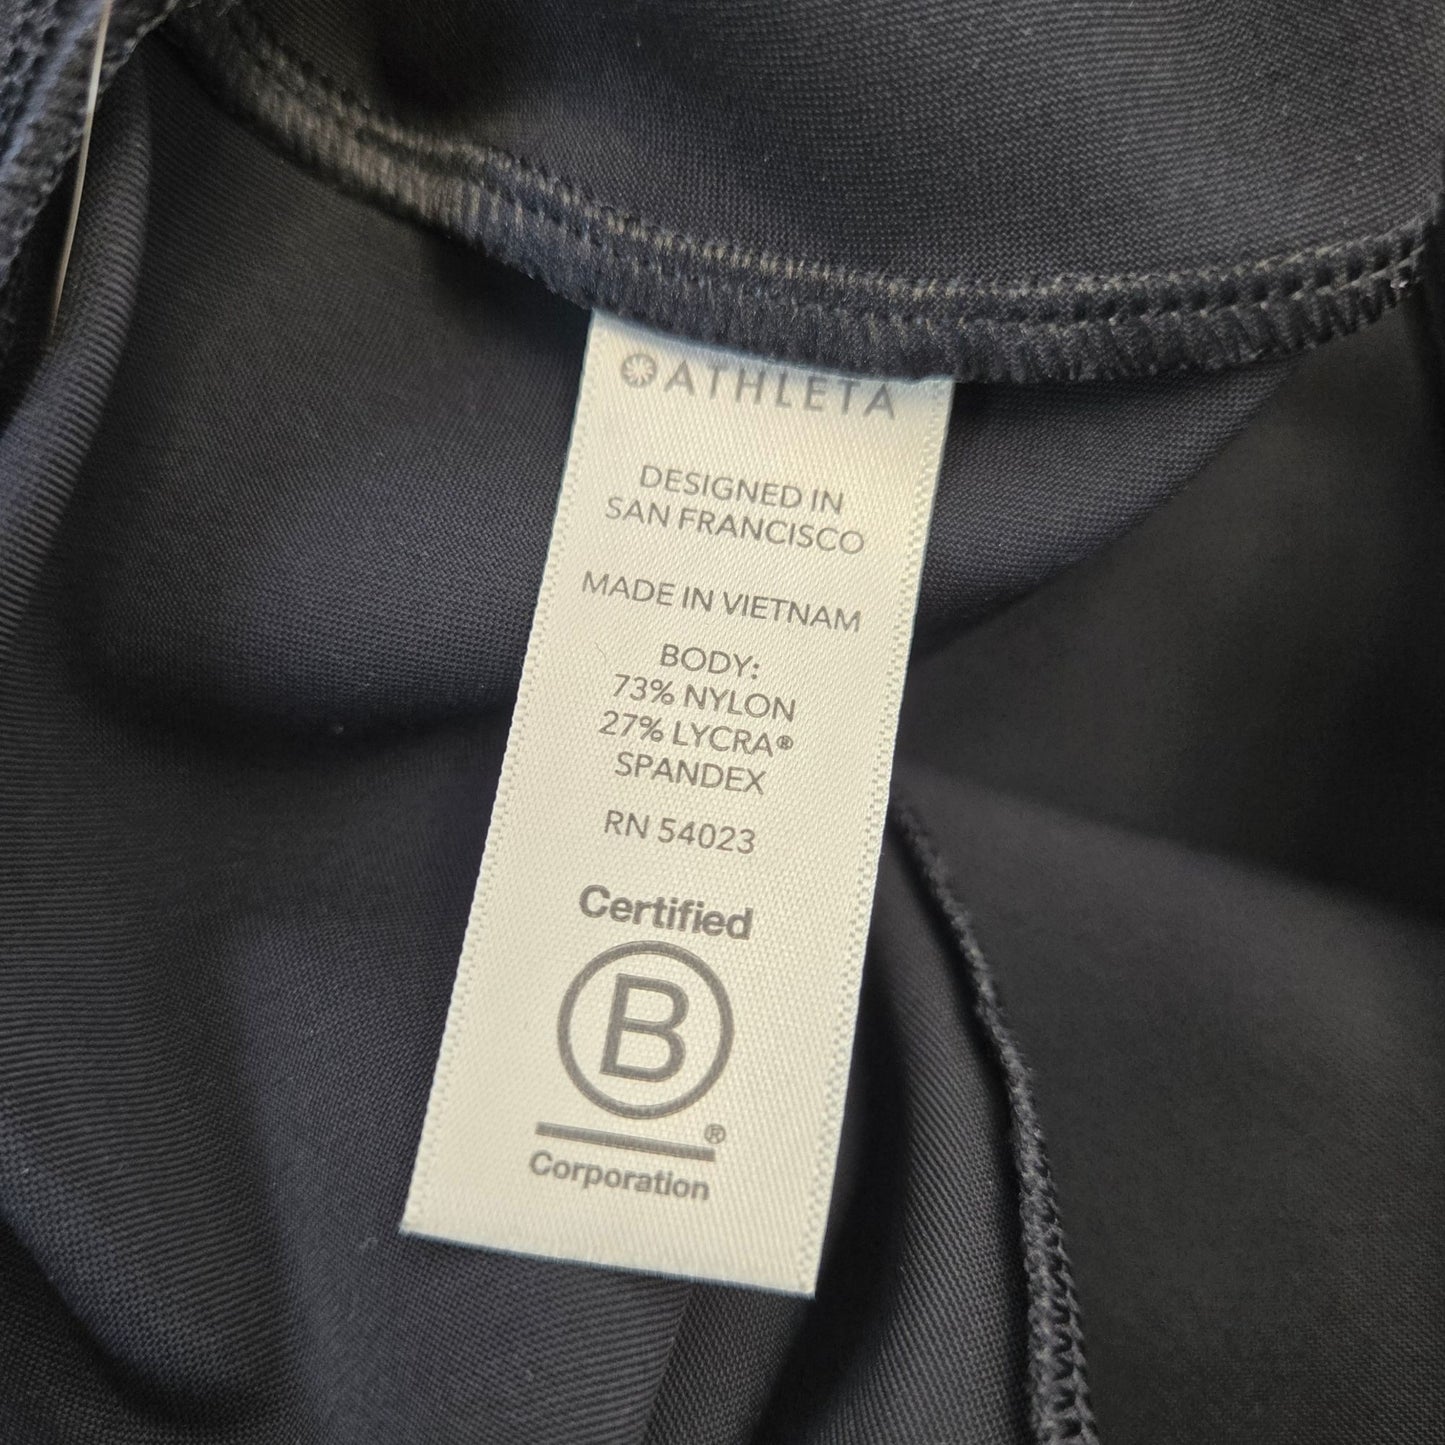 ATHLETA
DESIGNED IN
SAN FRANCISCO
MADE IN VIETNAM
BODY:
73% NYLON
27% LYCRA®
SPANDEX
RN 54023
Certified
B
®
Corporation